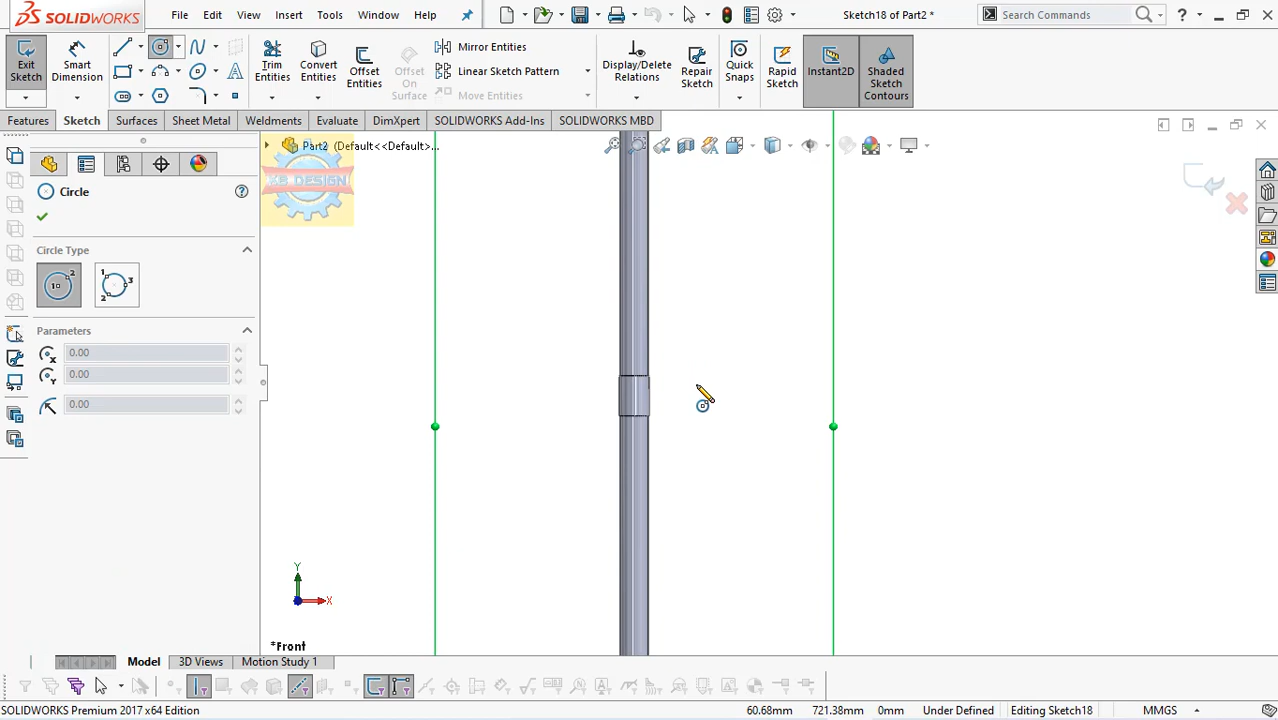 SOLIDWORKS File Edit View Insert Tools Window Help Sketch18 of Part2 * Search Commands
Exit Sketch
Smart Dimension
Trim Entities
Convert Entities
Offset Entities
Offset On Surface
Mirror Entities
Linear Sketch Pattern
Move Entities
Display/Delete Relations
Repair Sketch
Quick Snaps
Rapid Sketch
Instant2D
Shaded Sketch Contours
Features Sketch Surfaces Sheet Metal Weldments Evaluate DimXpert SOLIDWORKS Add-Ins SOLIDWORKS MBD
Part2 (Default<<Default>...
KB DESIGN
Circle
Circle Type
Parameters
0.00
0.00
0.00
Y
X
*Front
Model 3D Views Motion Study 1
SOLIDWORKS Premium 2017 x64 Edition 60.68mm 721.38mm 0mm Under Defined Editing Sketch18 MMGS